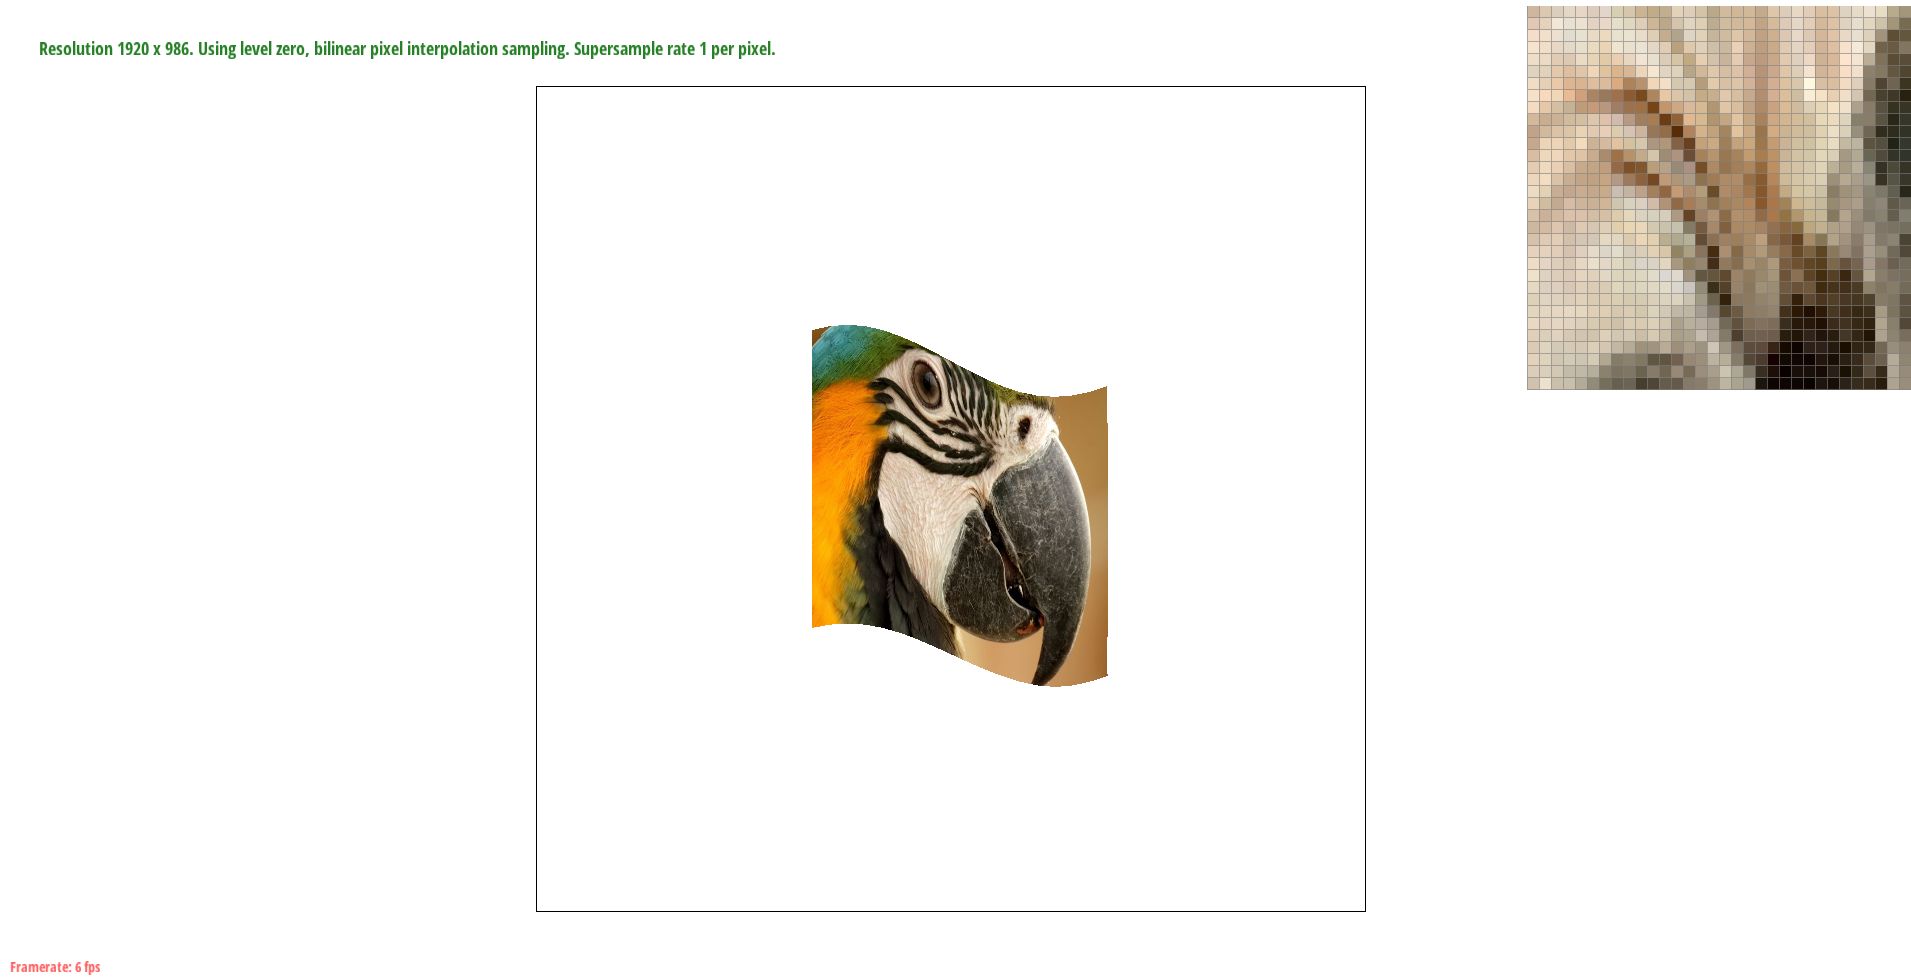 Resolution 1920 x 986. Using level zero, bilinear pixel interpolation sampling. Supersample rate 1 per pixel.
Framerate: 6 fps